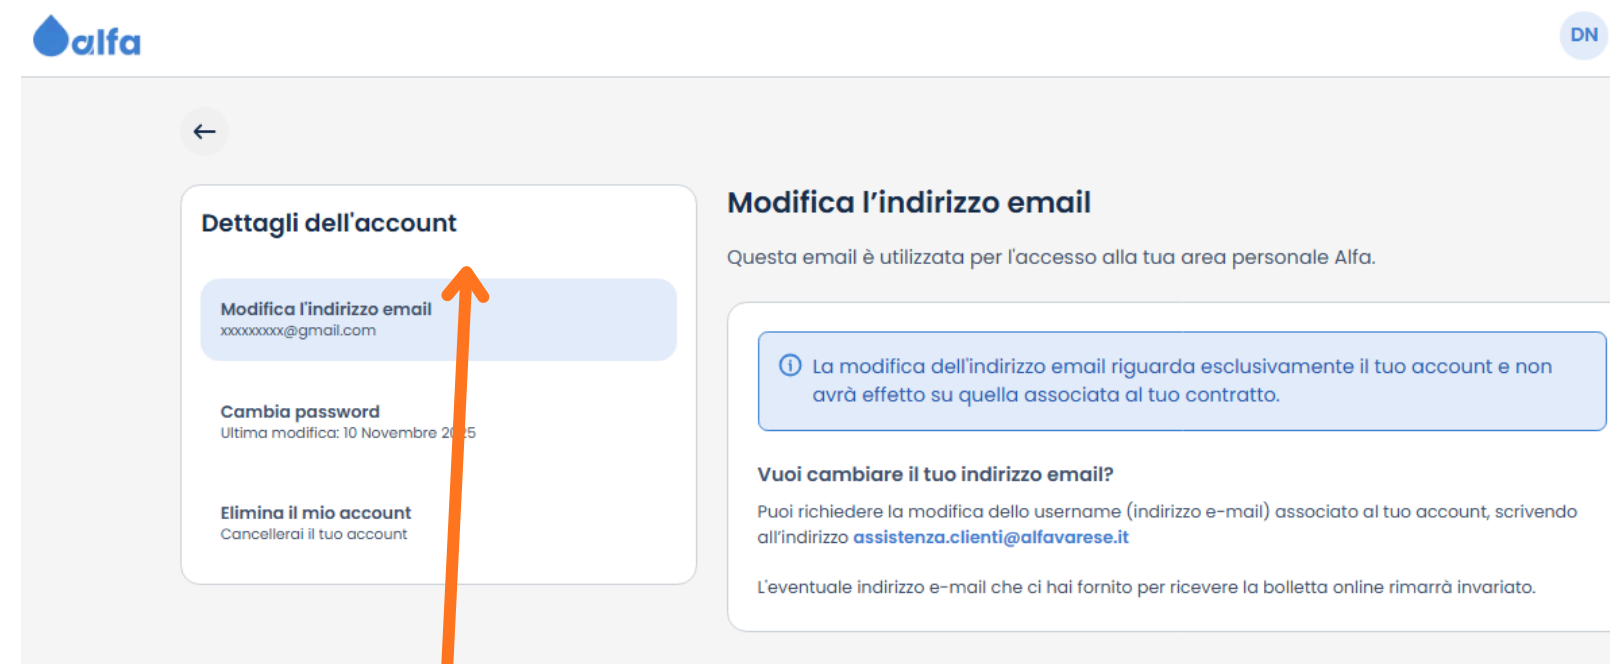 alfa
DN
Dettagli dell'account
Modifica l'indirizzo email
xxxxxxxxx@gmail.com
Cambia password
Ultima modifica: 10 Novembre 2025
Elimina il mio account
Cancellerai il tuo account
Modifica l’indirizzo email
Questa email è utilizzata per l'accesso alla tua area personale Alfa.
La modifica dell'indirizzo email riguarda esclusivamente il tuo account e non
avrà effetto su quella associata al tuo contratto.
Vuoi cambiare il tuo indirizzo email?
Puoi richiedere la modifica dello username (indirizzo e-mail) associato al tuo account, scrivendo
all’indirizzo assistenza.clienti@alfavarese.it
L'eventuale indirizzo e-mail che ci hai fornito per ricevere la bolletta online rimarrà invariato.